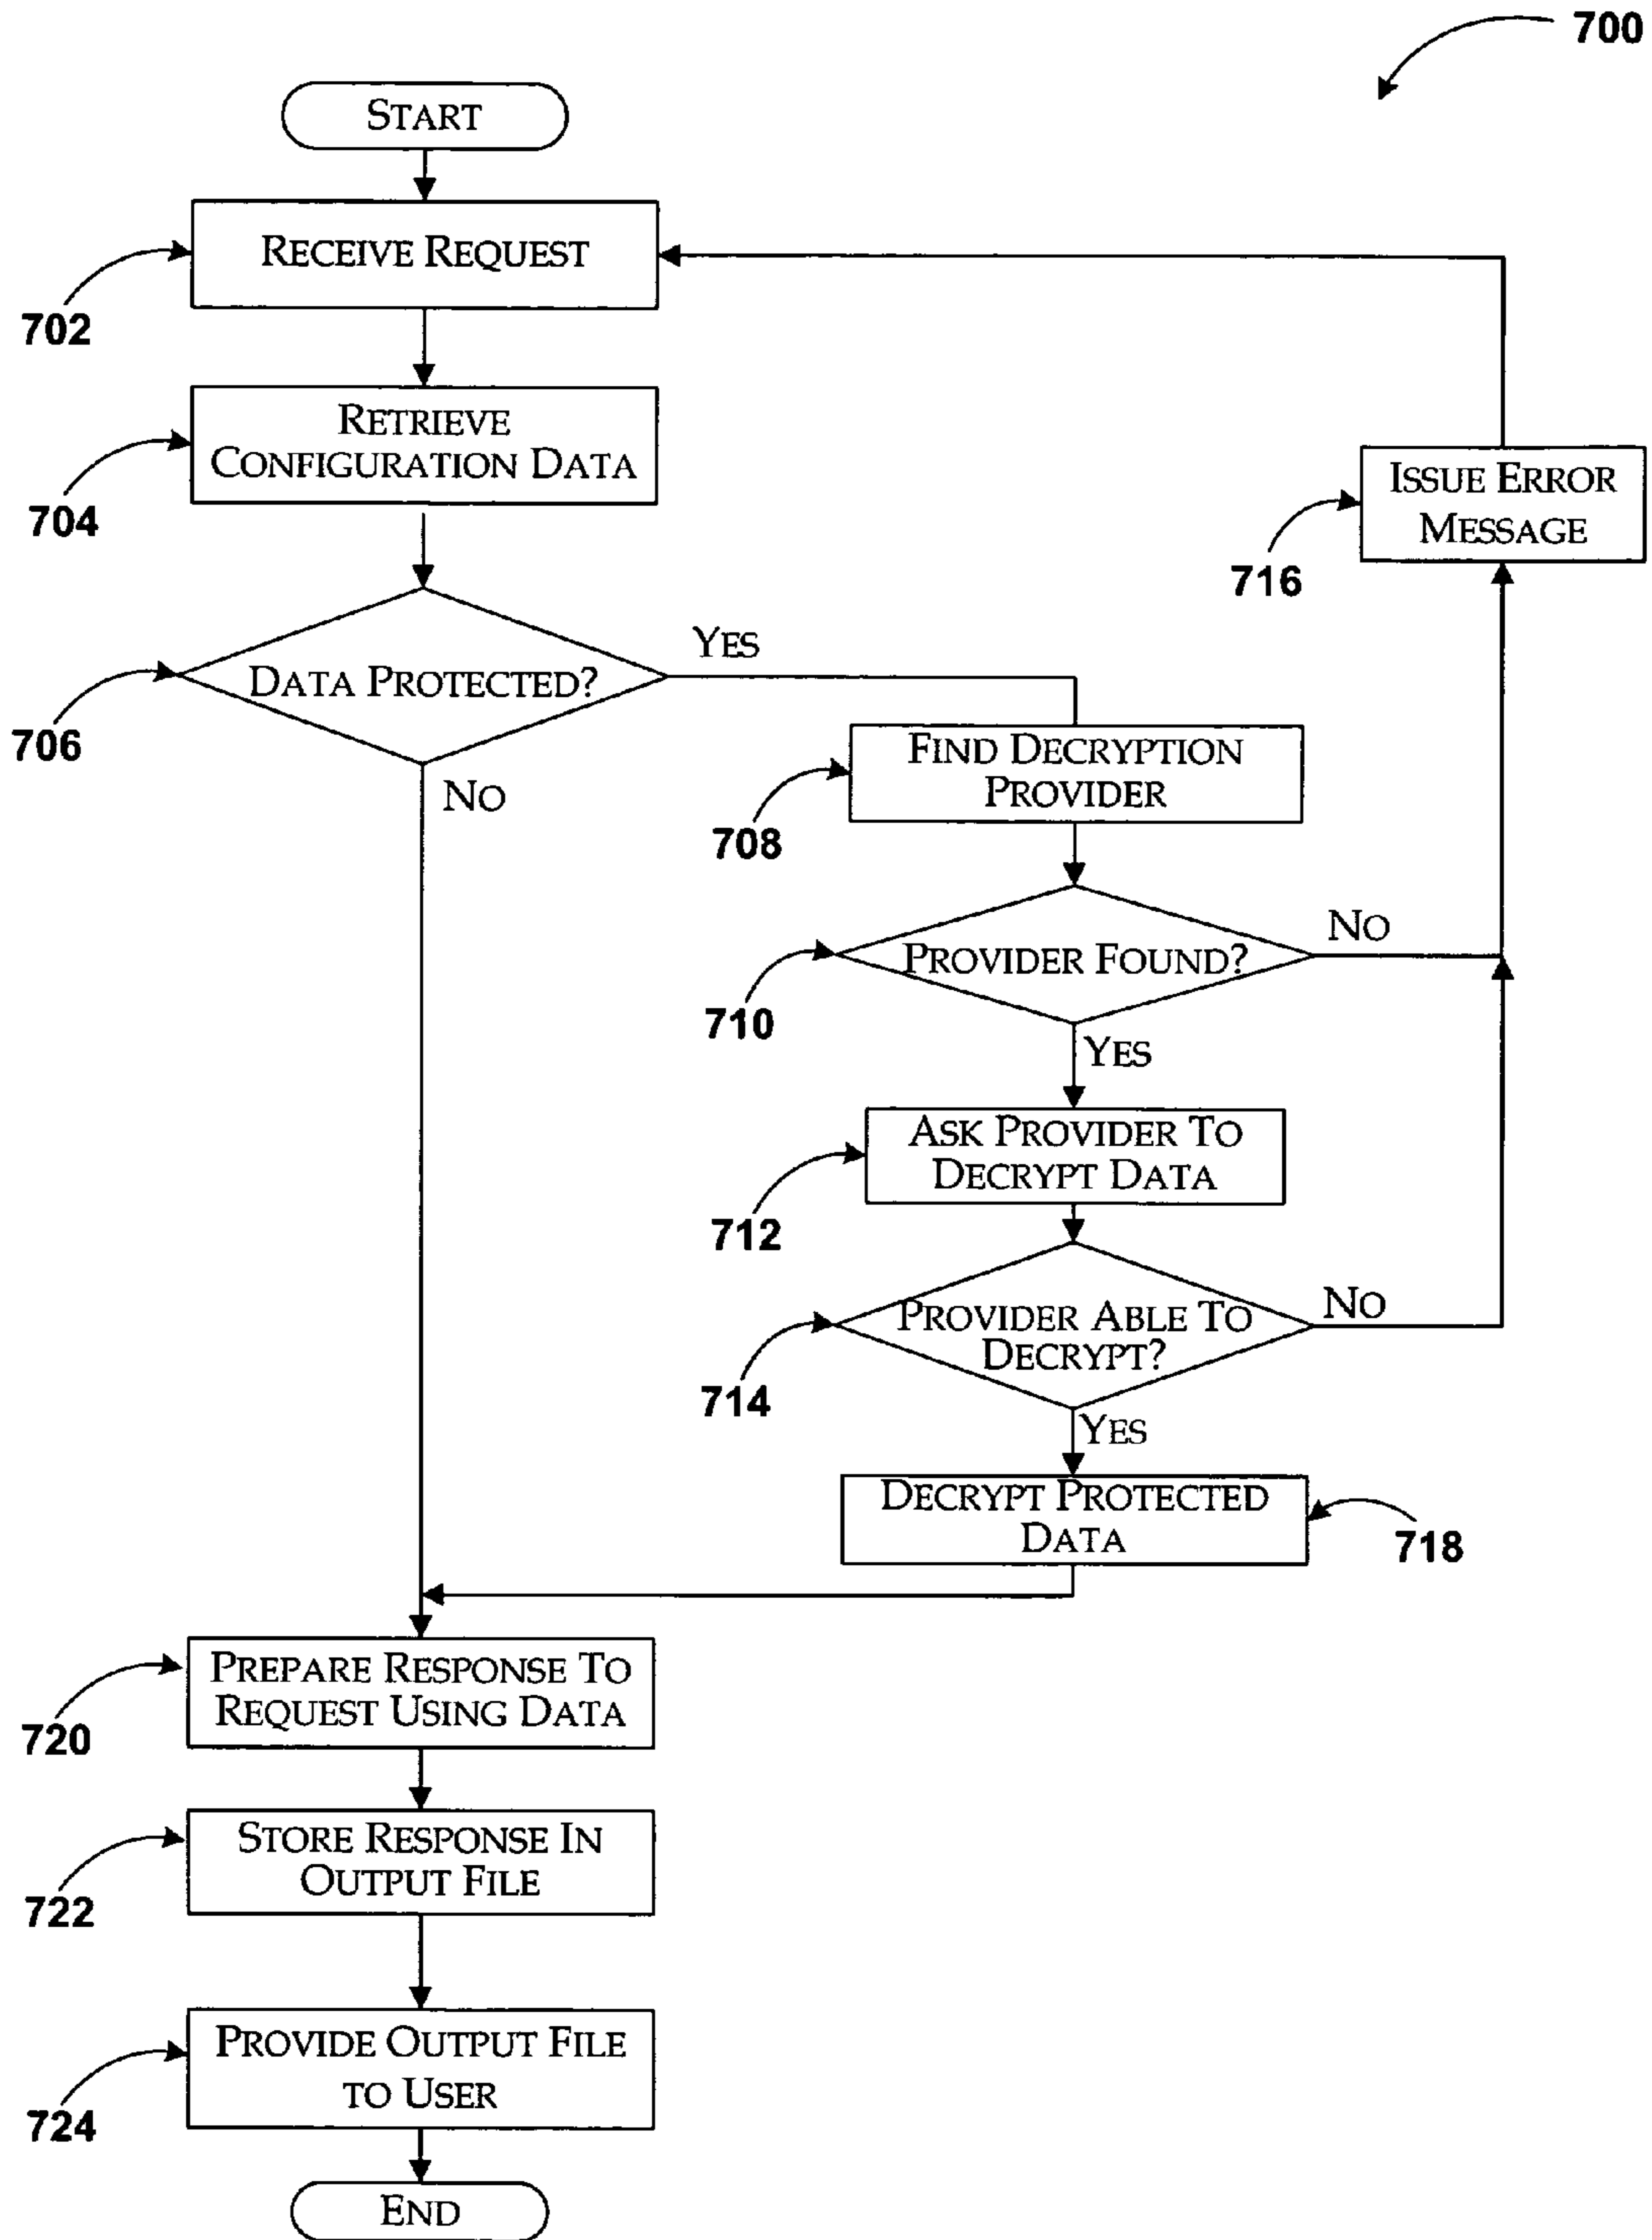 700
START
RECEIVE REQUEST
702
RETRIEVE
CONFIGURATION DATA
704
ISSUE ERROR
MESSAGE
716
DATA PROTECTED?
YES
706
NO
FIND DECRYPTION
PROVIDER
708
PROVIDER FOUND?
NO
710
YES
ASK PROVIDER TO
DECRYPT DATA
712
PROVIDER ABLE TO
DECRYPT?
NO
714
YES
DECRYPT PROTECTED
DATA
718
PREPARE RESPONSE TO
REQUEST USING DATA
720
STORE RESPONSE IN
OUTPUT FILE
722
PROVIDE OUTPUT FILE
TO USER
724
END